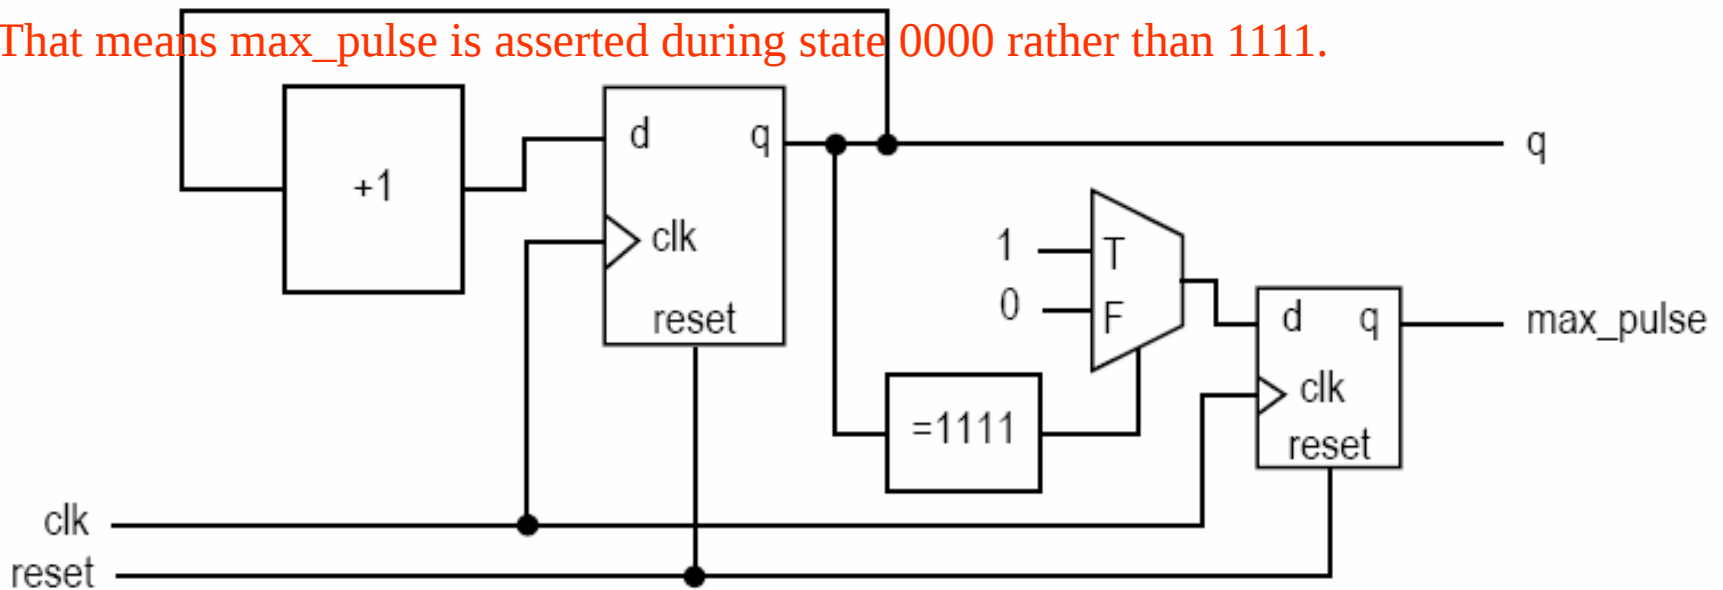 That means max_pulse is asserted during state 0000 rather than 1111.
d q
q
+1
clk
1 T
reset
0 F
d q
max_pulse
clk
=1111
reset
clk
reset